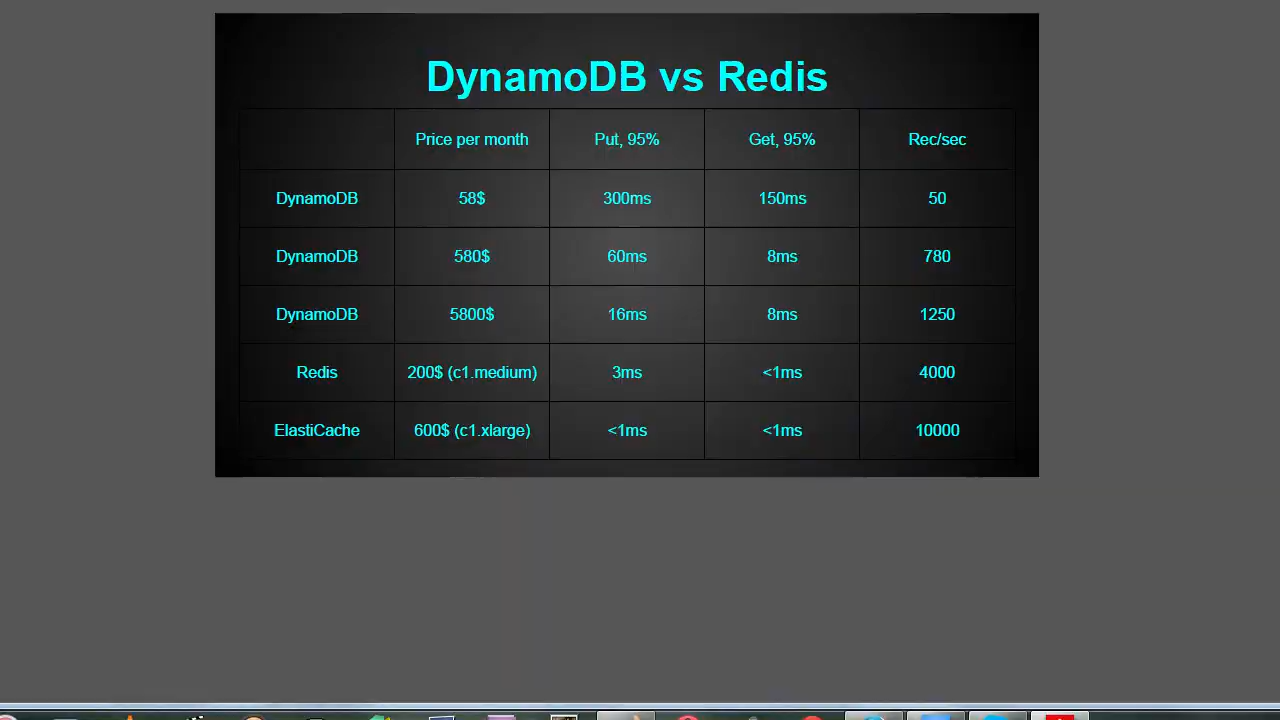 DynamoDB vs Redis
Price per month Put, 95% Get, 95% Rec/sec
DynamoDB 58$ 300ms 150ms 50
DynamoDB 580$ 60ms 8ms 780
DynamoDB 5800$ 16ms 8ms 1250
Redis 200$ (c1.medium) 3ms <1ms 4000
ElastiCache 600$ (c1.xlarge) <1ms <1ms 10000